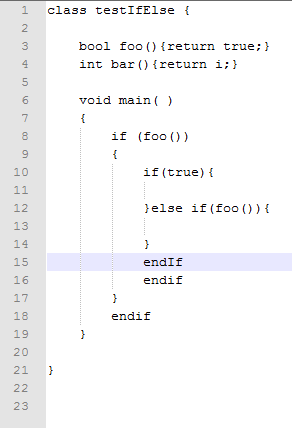 1 class testIfElse {
2
3 bool foo(){return true;}
4 int bar(){return i;}
5
6 void main( )
7 {
8 if (foo())
9 {
10 if(true){
11
12 }else if(foo()){
13
14 }
15 endIf
16 endif
17 }
18 endif
19 }
20
21 }
22
23